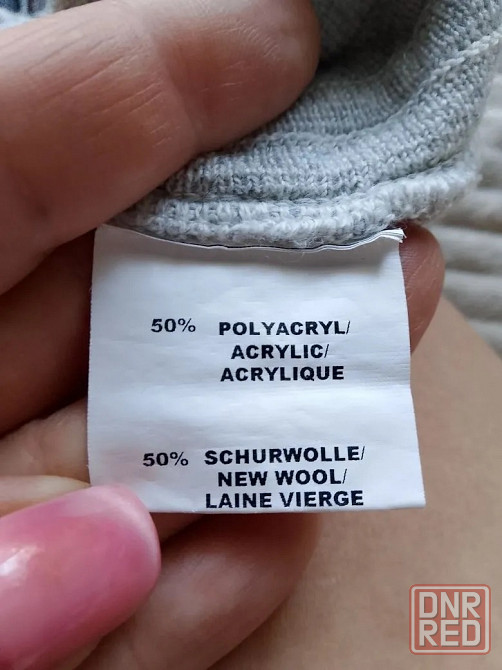 50% POLYACRYL/
ACRYLIC/
ACRYLIQUE
50% SCHURWOLLE/
NEW WOOL/
LAINE VIERGE
DNR
RED